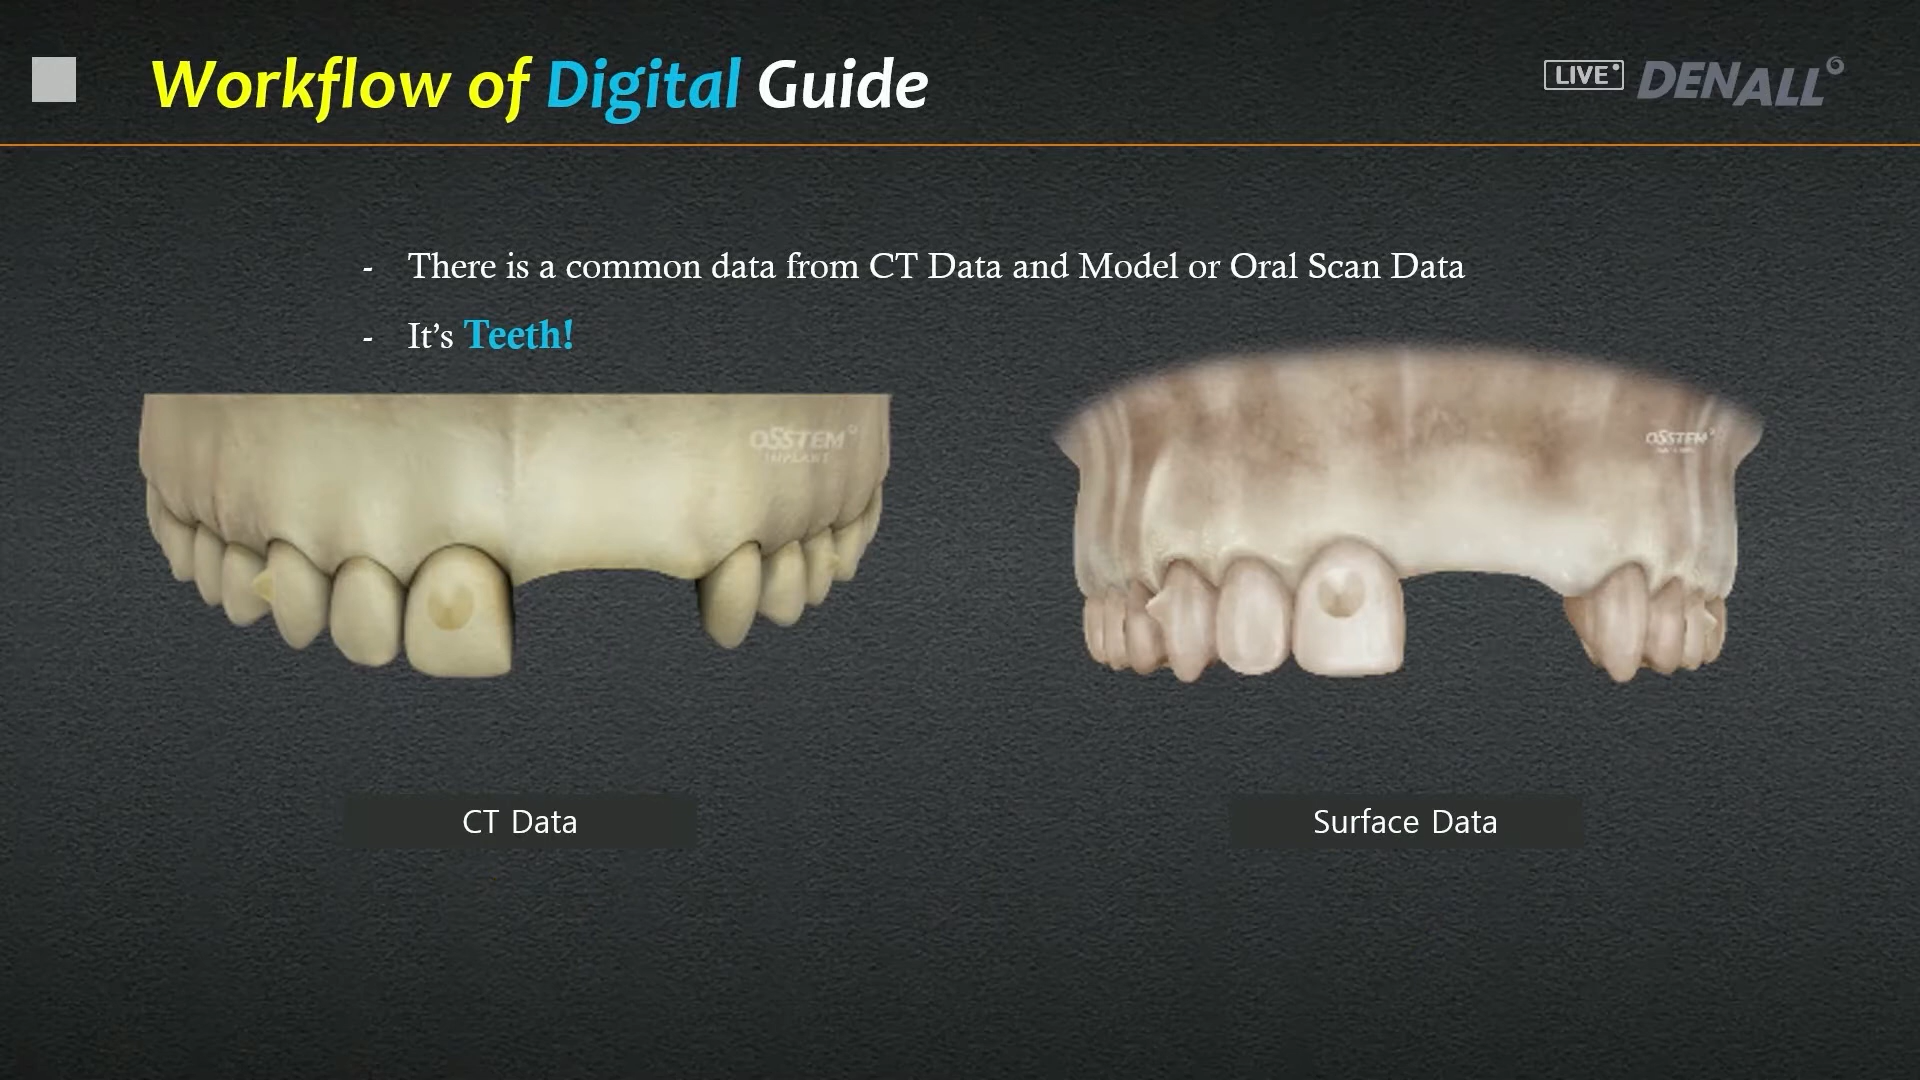 Workflow of Digital Guide
LIVE DENALL
- There is a common data from CT Data and Model or Oral Scan Data
- It’s Teeth!
OSSTEM
IMPLANT
OSSTEM
CT Data
Surface Data